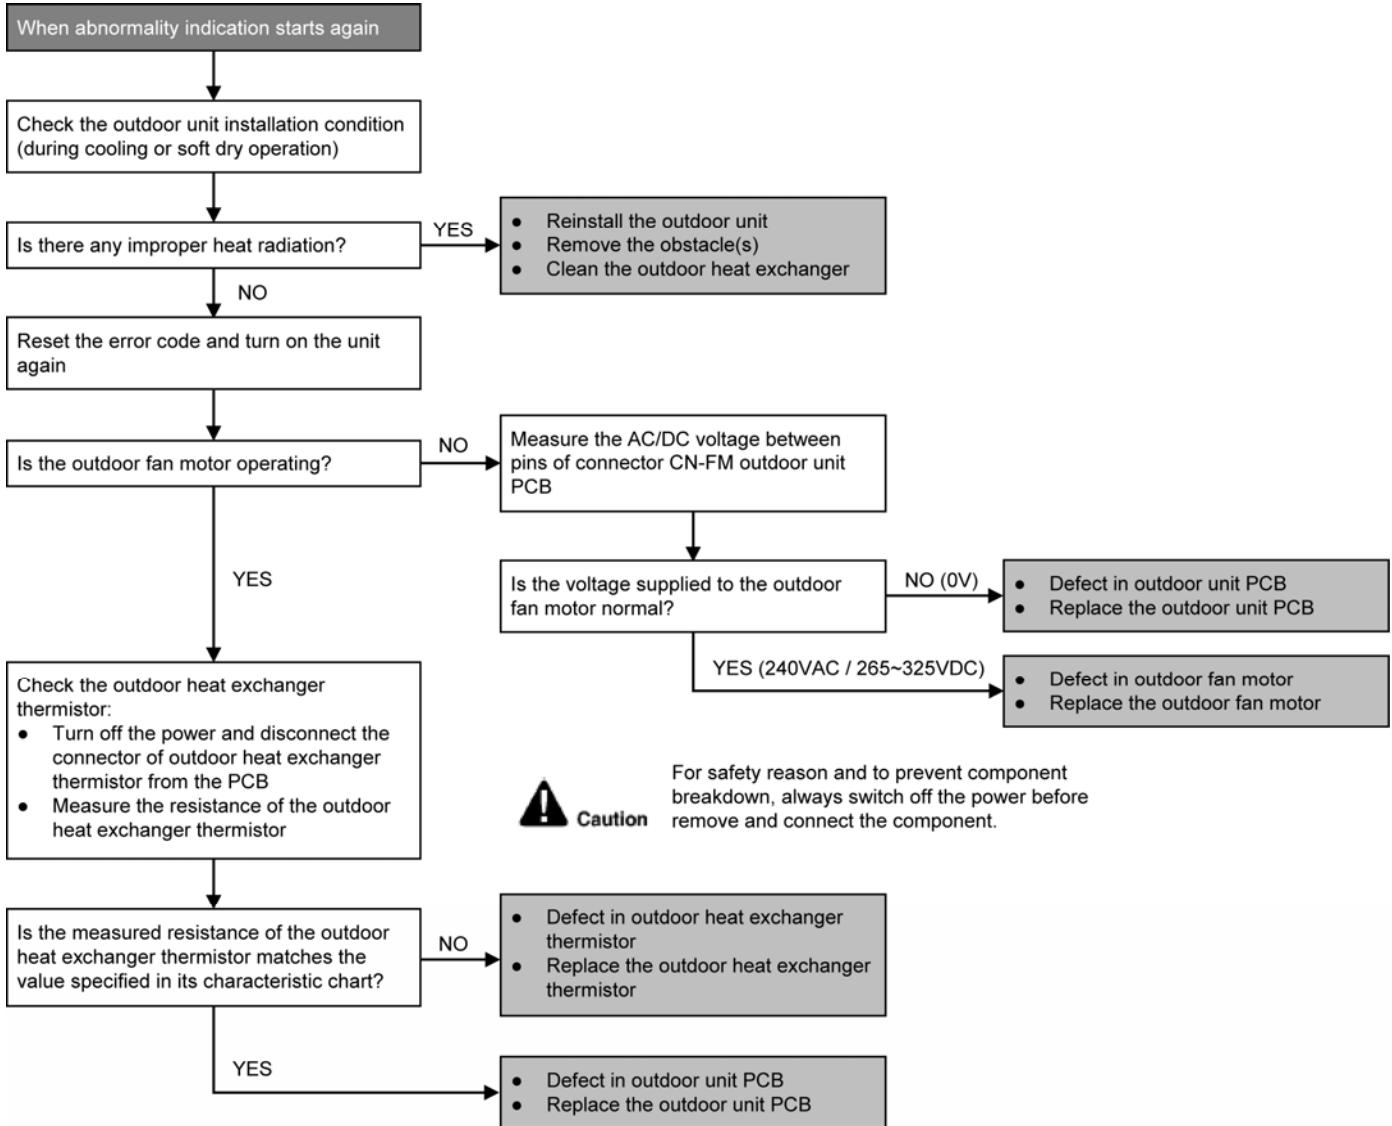 When abnormality indication starts again
Check the outdoor unit installation condition
(during cooling or soft dry operation)
Is there any improper heat radiation?
YES
● Reinstall the outdoor unit
● Remove the obstacle(s)
● Clean the outdoor heat exchanger
NO
Reset the error code and turn on the unit
again
Is the outdoor fan motor operating?
NO
Measure the AC/DC voltage between
pins of connector CN-FM outdoor unit
PCB
YES
Is the voltage supplied to the outdoor
fan motor normal?
NO (0V)
● Defect in outdoor unit PCB
● Replace the outdoor unit PCB
YES (240VAC / 265~325VDC)
● Defect in outdoor fan motor
● Replace the outdoor fan motor
Check the outdoor heat exchanger
thermistor:
● Turn off the power and disconnect the
connector of outdoor heat exchanger
thermistor from the PCB
● Measure the resistance of the outdoor
heat exchanger thermistor
Caution
For safety reason and to prevent component
breakdown, always switch off the power before
remove and connect the component.
Is the measured resistance of the outdoor
heat exchanger thermistor matches the
value specified in its characteristic chart?
NO
● Defect in outdoor heat exchanger
thermistor
● Replace the outdoor heat exchanger
thermistor
YES
● Defect in outdoor unit PCB
● Replace the outdoor unit PCB